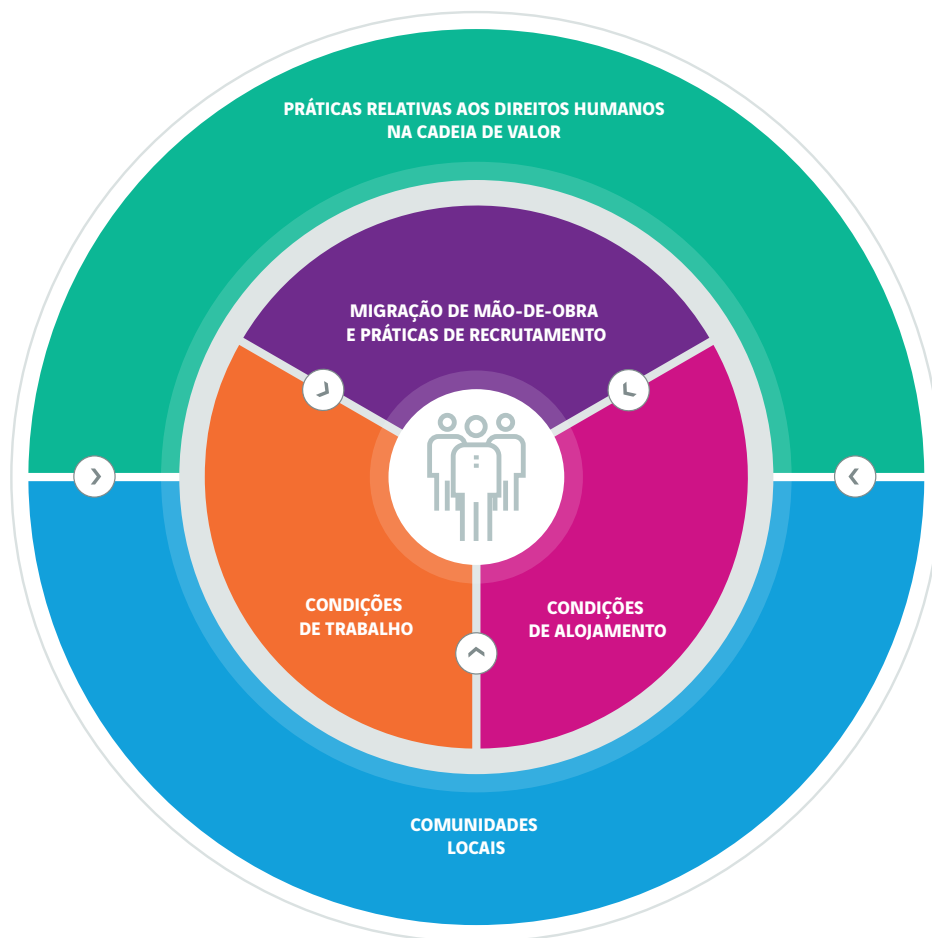 PRÁTICAS RELATIVAS AOS DIREITOS HUMANOS
NA CADEIA DE VALOR
MIGRAÇÃO DE MÃO-DE-OBRA
E PRÁTICAS DE RECRUTAMENTO
CONDIÇÕES
DE TRABALHO
CONDIÇÕES
DE ALOJAMENTO
COMUNIDADES
LOCAIS